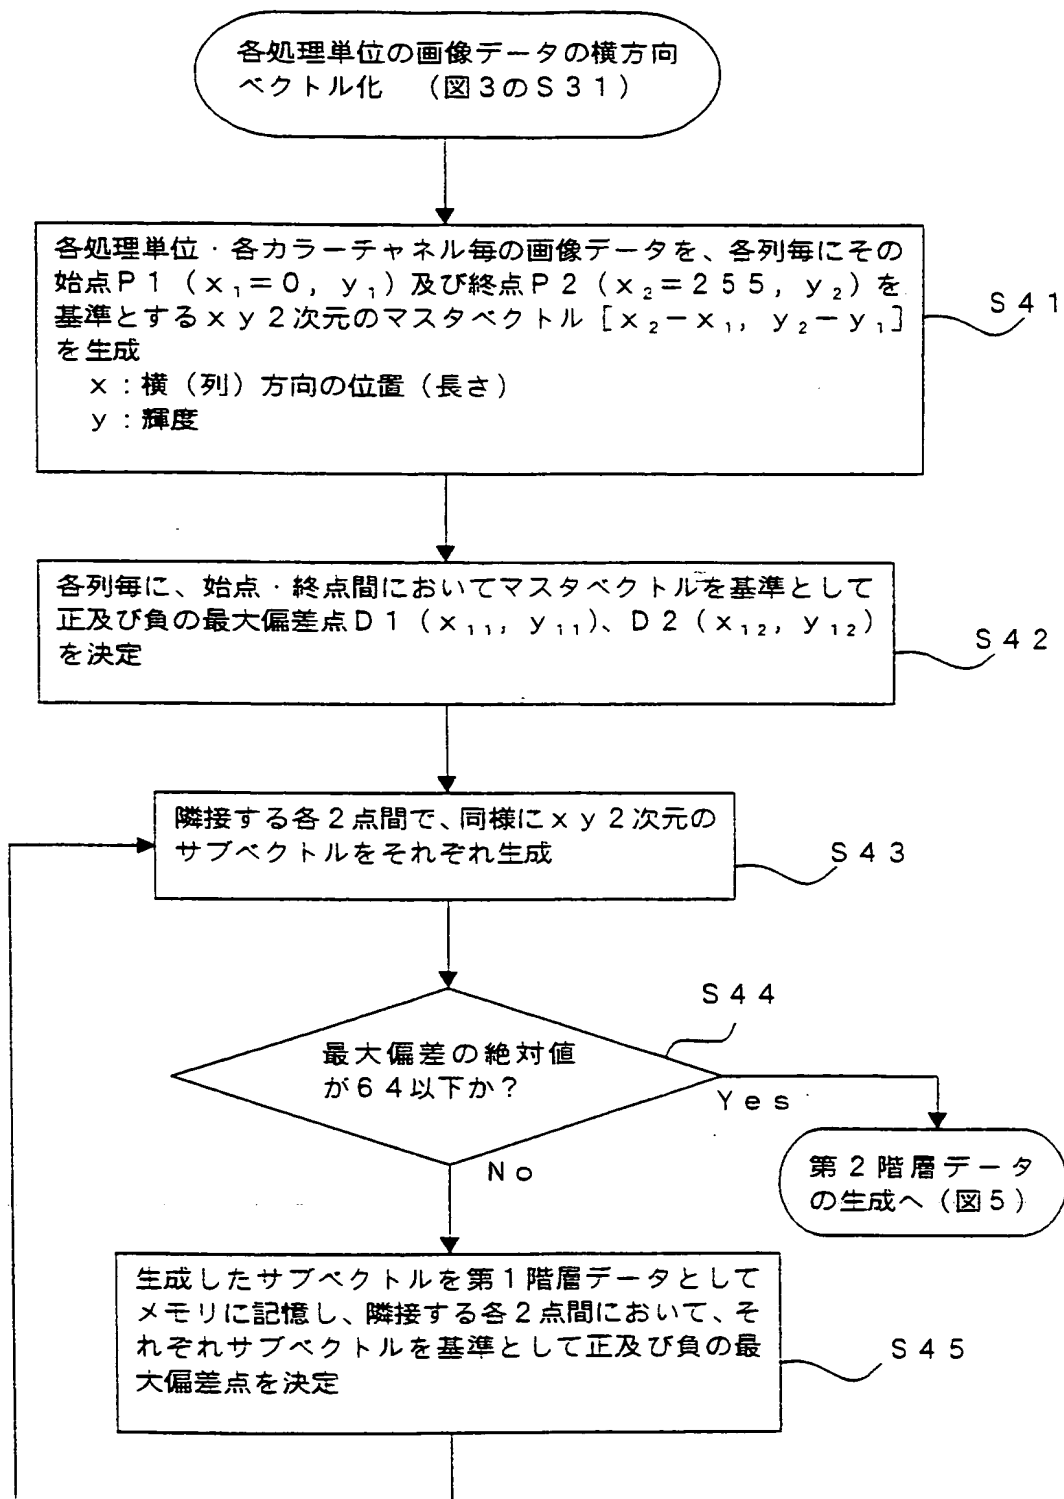 各処理単位の画像データの横方向
ベクトル化 (図3のS31)
各処理単位・各カラーチャネル毎の画像データを、各列毎にその
始点P1(x₁=0, y₁)及び終点P2(x₂=255, y₂)を
基準とするxy2次元のマスタベクトル[x₂-x₁, y₂-y₁]
を生成
x:横(列)方向の位置(長さ)
y:輝度
S41
各列毎に、始点・終点間においてマスタベクトルを基準として
正及び負の最大偏差点D1(x₁₁, y₁₁)、D2(x₁₂, y₁₂)
を決定
S42
隣接する各2点間で、同様にxy2次元の
サブベクトルをそれぞれ生成
S43
S44
最大偏差の絶対値
が64以下か?
Yes
No
第2階層データ
の生成へ(図5)
生成したサブベクトルを第1階層データとして
メモリに記憶し、隣接する各2点間において、そ
れぞれサブベクトルを基準として正及び負の最
大偏差点を決定
S45